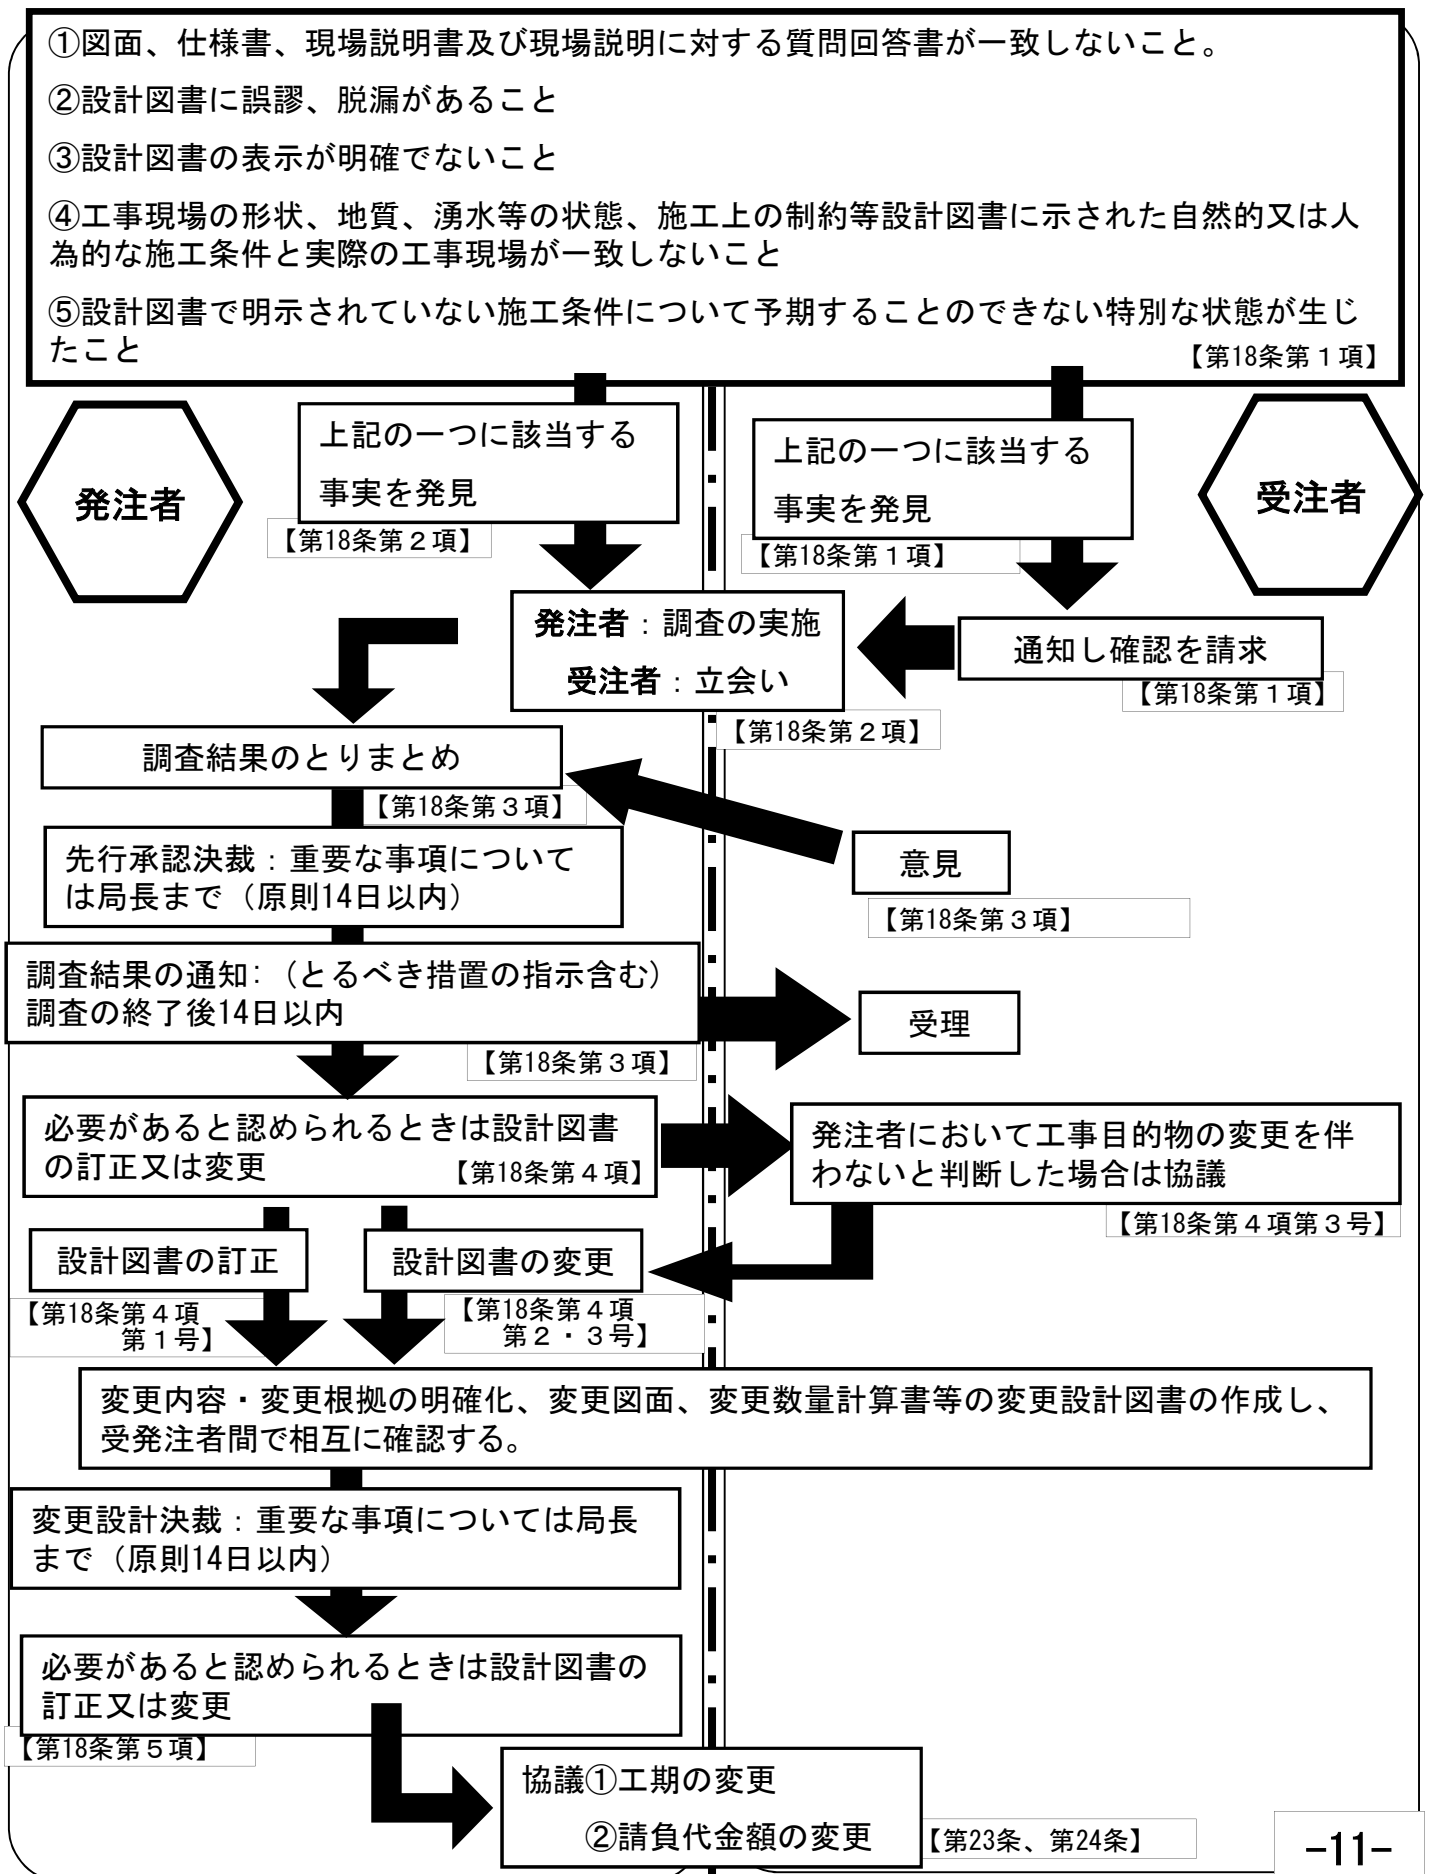 ①図面、仕様書、現場説明書及び現場説明に対する質問回答書が一致しないこと。
②設計図書に誤謬、脱漏があること
③設計図書の表示が明確でないこと
④工事現場の形状、地質、湧水等の状態、施工上の制約等設計図書に示された自然的又は人
為的な施工条件と実際の工事現場が一致しないこと
⑤設計図書で明示されていない施工条件について予期することのできない特別な状態が生じ
たこと
【第18条第１項】
発注者
上記の一つに該当する
事実を発見
【第18条第２項】
上記の一つに該当する
事実を発見
【第18条第１項】
受注者
発注者：調査の実施
受注者：立会い
【第18条第２項】
通知し確認を請求
【第18条第１項】
調査結果のとりまとめ
【第18条第３項】
意見
【第18条第３項】
先行承認決裁：重要な事項について
は局長まで（原則14日以内）
調査結果の通知：（とるべき措置の指示含む）
調査の終了後14日以内
【第18条第３項】
受理
必要があると認められるときは設計図書
の訂正又は変更
【第18条第４項】
発注者において工事目的物の変更を伴
わないと判断した場合は協議
【第18条第４項第３号】
設計図書の訂正
【第18条第４項
第１号】
設計図書の変更
【第18条第４項
第２・３号】
変更内容・変更根拠の明確化、変更図面、変更数量計算書等の変更設計図書の作成し、
受発注者間で相互に確認する。
変更設計決裁：重要な事項については局長
まで（原則14日以内）
必要があると認められるときは設計図書の
訂正又は変更
【第18条第５項】
協議①工期の変更
②請負代金額の変更
【第23条、第24条】
-11-